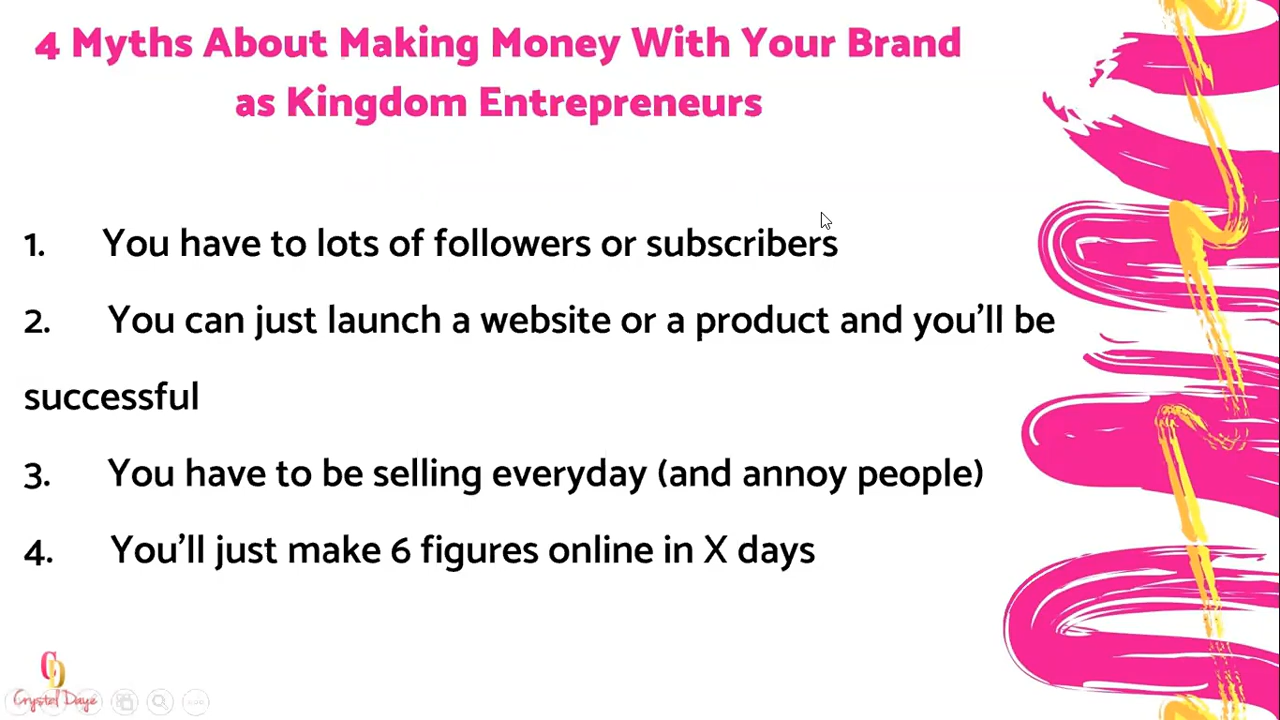 4 Myths About Making Money With Your Brand
as Kingdom Entrepreneurs
1. You have to lots of followers or subscribers
2. You can just launch a website or a product and you'll be
successful
3. You have to be selling everyday (and annoy people)
4. You'll just make 6 figures online in X days
CD
Crystal Daye